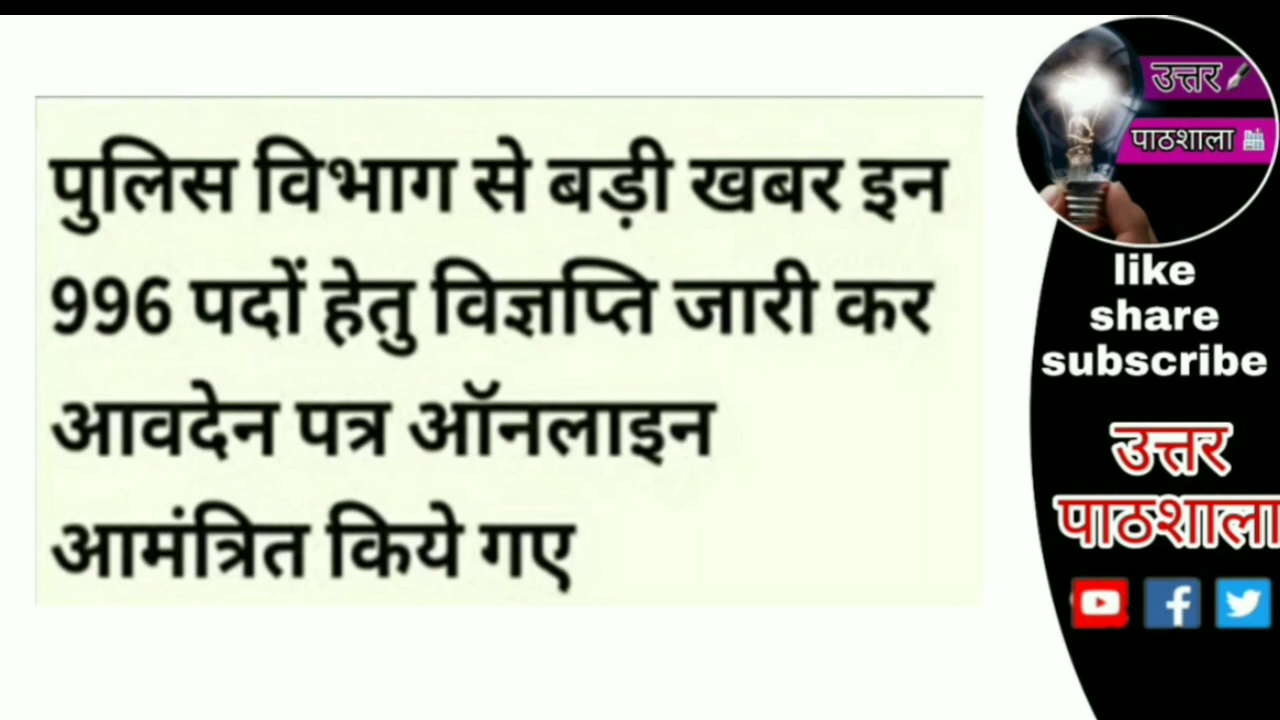 पुलिस विभाग से बड़ी खबर इन
996 पदों हेतु विज्ञप्ति जारी कर
आवदेन पत्र ऑनलाइन
आमंत्रित किये गए
उत्तर
पाठशाला
like
share
subscribe
उत्तर
पाठशाला